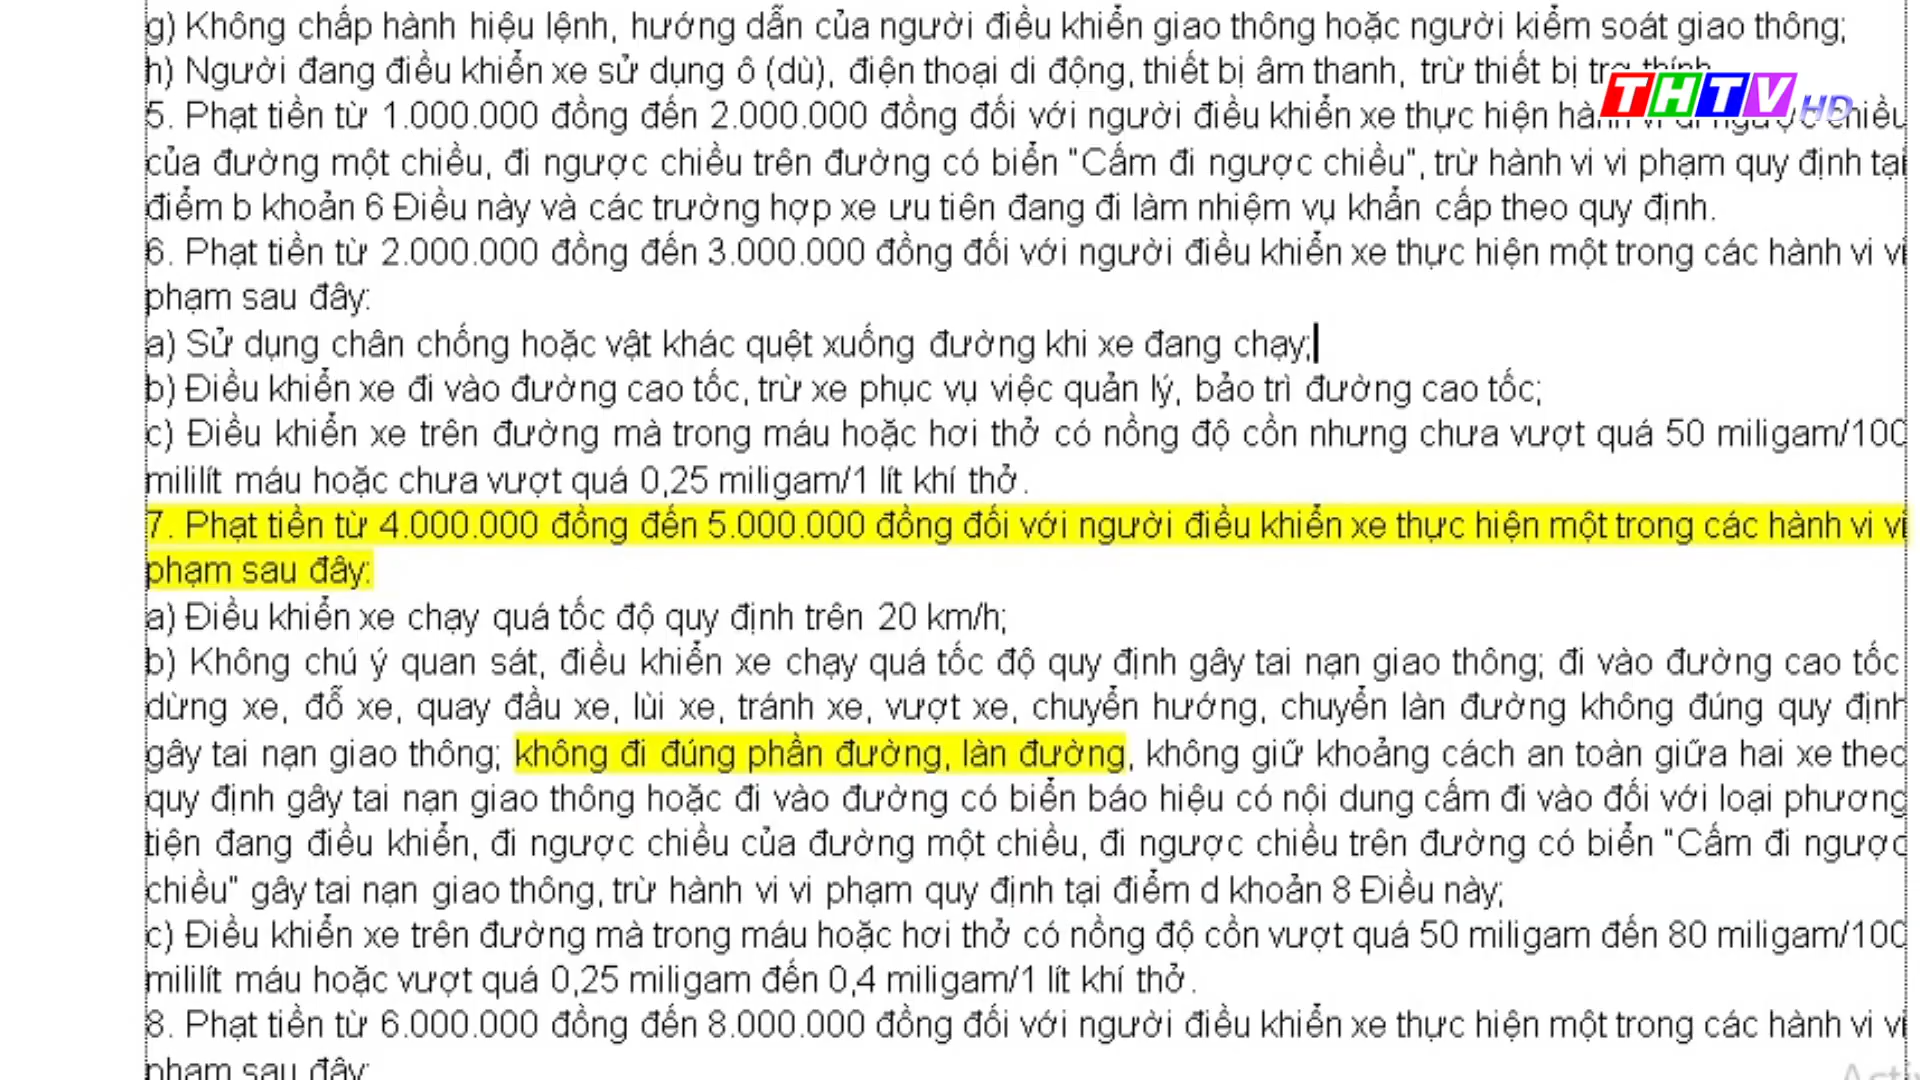 g) Không chấp hành hiệu lệnh, hướng dẫn của người điều khiển giao thông hoặc người kiểm soát giao thông;
h) Người đang điều khiển xe sử dụng ô (dù), điện thoại di động, thiết bị âm thanh, trừ thiết bị trợ thính
THTV HD
5. Phạt tiền từ 1.000.000 đồng đến 2.000.000 đồng đối với người điều khiển xe thực hiện hành vi đi ngược chiều
của đường một chiều, đi ngược chiều trên đường có biển "Cấm đi ngược chiều", trừ hành vi vi phạm quy định tại
điểm b khoản 6 Điều này và các trường hợp xe ưu tiên đang đi làm nhiệm vụ khẩn cấp theo quy định.
6. Phạt tiền từ 2.000.000 đồng đến 3.000.000 đồng đối với người điều khiển xe thực hiện một trong các hành vi vi
phạm sau đây:
a) Sử dụng chân chống hoặc vật khác quệt xuống đường khi xe đang chạy;
b) Điều khiển xe đi vào đường cao tốc, trừ xe phục vụ việc quản lý, bảo trì đường cao tốc;
c) Điều khiển xe trên đường mà trong máu hoặc hơi thở có nồng độ cồn nhưng chưa vượt quá 50 miligam/100
mililít máu hoặc chưa vượt quá 0,25 miligam/1 lít khí thở.
7. Phạt tiền từ 4.000.000 đồng đến 5.000.000 đồng đối với người điều khiển xe thực hiện một trong các hành vi vi
phạm sau đây:
a) Điều khiển xe chạy quá tốc độ quy định trên 20 km/h;
b) Không chú ý quan sát, điều khiển xe chạy quá tốc độ quy định gây tai nạn giao thông; đi vào đường cao tốc
dừng xe, đỗ xe, quay đầu xe, lùi xe, tránh xe, vượt xe, chuyển hướng, chuyển làn đường không đúng quy định
gây tai nạn giao thông; không đi đúng phần đường, làn đường, không giữ khoảng cách an toàn giữa hai xe theo
quy định gây tai nạn giao thông hoặc đi vào đường có biển báo hiệu có nội dung cấm đi vào đối với loại phương
tiện đang điều khiển, đi ngược chiều của đường một chiều, đi ngược chiều trên đường có biển "Cấm đi ngược
chiều" gây tai nạn giao thông, trừ hành vi vi phạm quy định tại điểm d khoản 8 Điều này;
c) Điều khiển xe trên đường mà trong máu hoặc hơi thở có nồng độ cồn vượt quá 50 miligam đến 80 miligam/100
mililít máu hoặc vượt quá 0,25 miligam đến 0,4 miligam/1 lít khí thở.
8. Phạt tiền từ 6.000.000 đồng đến 8.000.000 đồng đối với người điều khiển xe thực hiện một trong các hành vi vi
phạm sau đây: